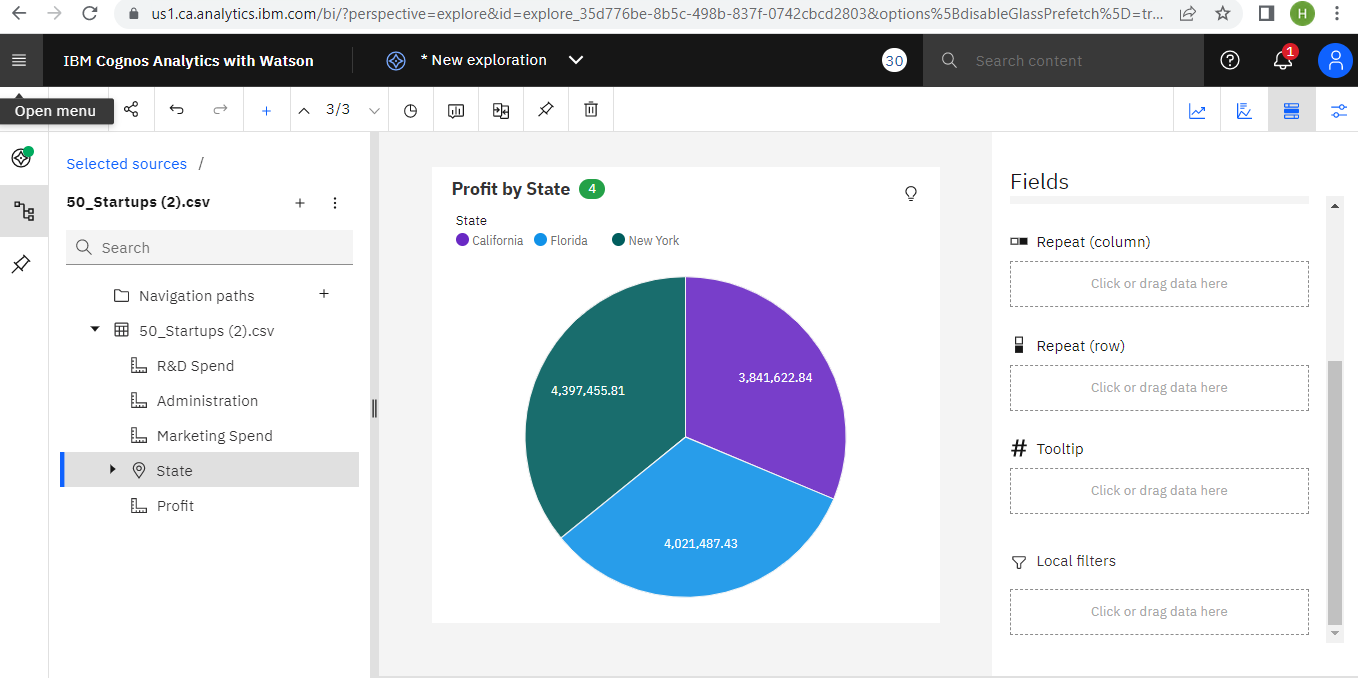 us1.ca.analytics.ibm.com/bi/?perspective=explore&id=explore_35d776be-8b5c-498b-837f-0742cbcd2803&options%5BdisableGlassPrefetch%5D=tr...
H
IBM Cognos Analytics with Watson
* New exploration
30
Search content
1
Open menu
3/3
Selected sources /
50_Startups (2).csv
Search
Navigation paths
50_Startups (2).csv
R&D Spend
Administration
Marketing Spend
State
Profit
Profit by State 4
State
California Florida New York
4,397,455.81
3,841,622.84
4,021,487.43
Fields
Repeat (column)
Click or drag data here
Repeat (row)
Click or drag data here
Tooltip
Click or drag data here
Local filters
Click or drag data here